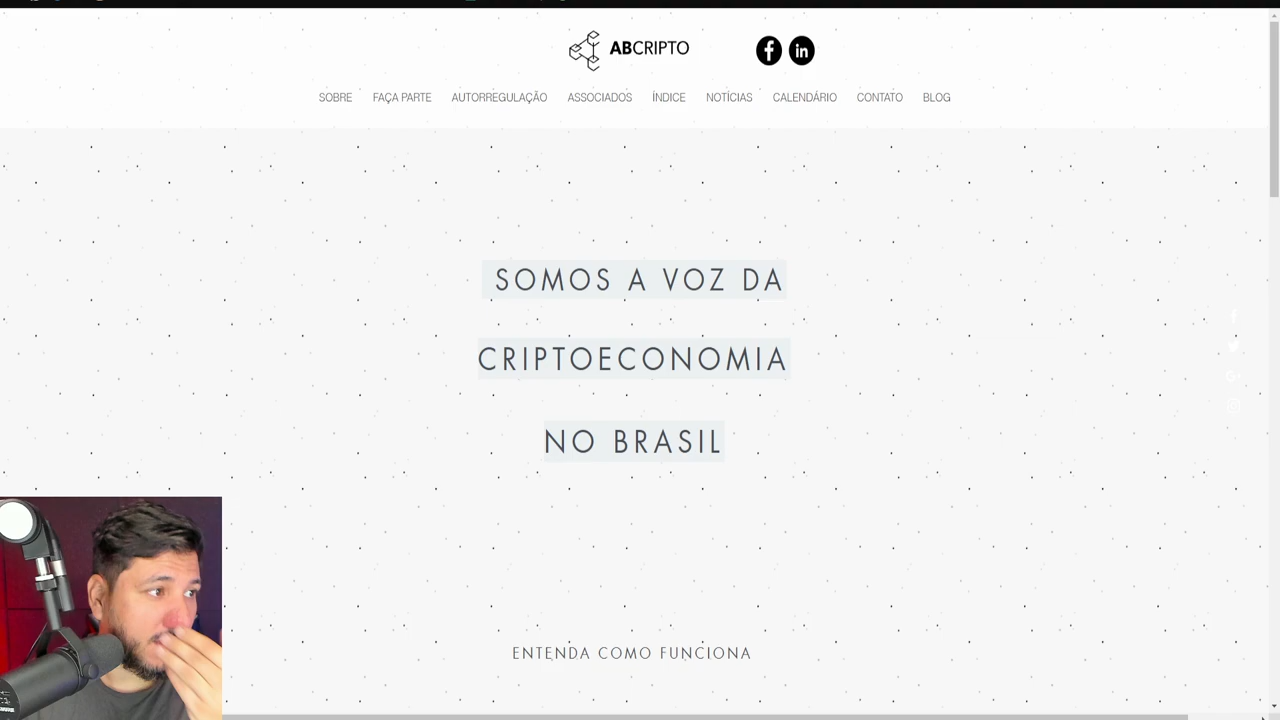 ABCRIPTO
SOBRE FAÇA PARTE AUTORREGULAÇÃO ASSOCIADOS ÍNDICE NOTÍCIAS CALENDÁRIO CONTATO BLOG
SOMOS A VOZ DA
CRIPTOECONOMIA
NO BRASIL
ENTENDA COMO FUNCIONA